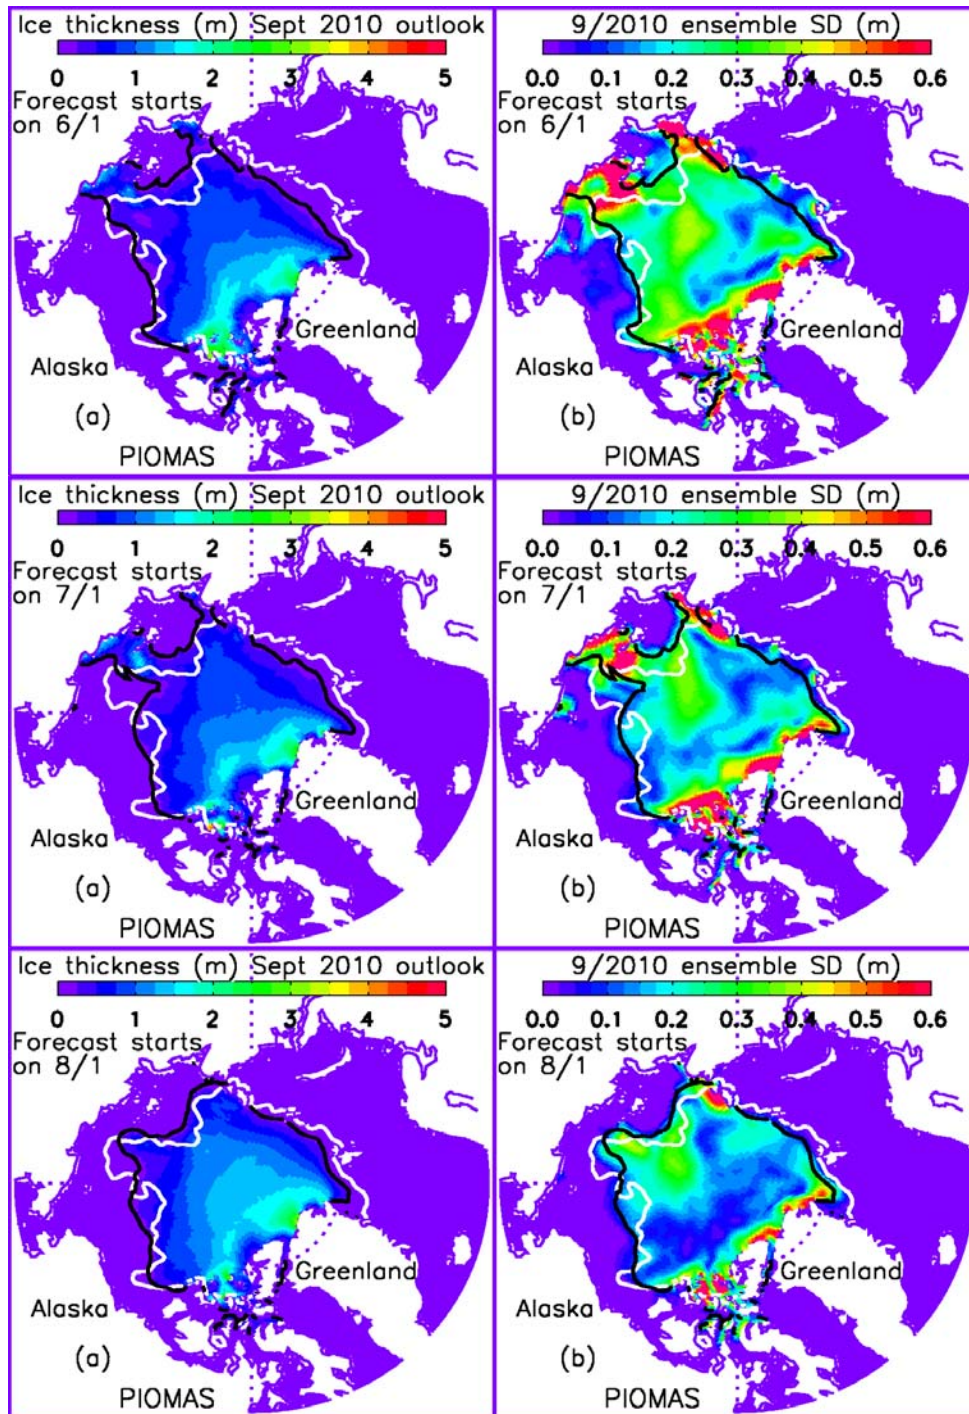 Ice thickness (m) Sept 2010 outlook
0 1 2 3 4 5
Forecast starts
on 6/1
Greenland
Alaska
(a)
PIOMAS
9/2010 ensemble SD (m)
0.0 0.1 0.2 0.3 0.4 0.5 0.6
Forecast starts
on 6/1
Greenland
Alaska
(b)
PIOMAS
Ice thickness (m) Sept 2010 outlook
0 1 2 3 4 5
Forecast starts
on 7/1
Greenland
Alaska
(a)
PIOMAS
9/2010 ensemble SD (m)
0.0 0.1 0.2 0.3 0.4 0.5 0.6
Forecast starts
on 7/1
Greenland
Alaska
(b)
PIOMAS
Ice thickness (m) Sept 2010 outlook
0 1 2 3 4 5
Forecast starts
on 8/1
Greenland
Alaska
(a)
PIOMAS
9/2010 ensemble SD (m)
0.0 0.1 0.2 0.3 0.4 0.5 0.6
Forecast starts
on 8/1
Greenland
Alaska
(b)
PIOMAS